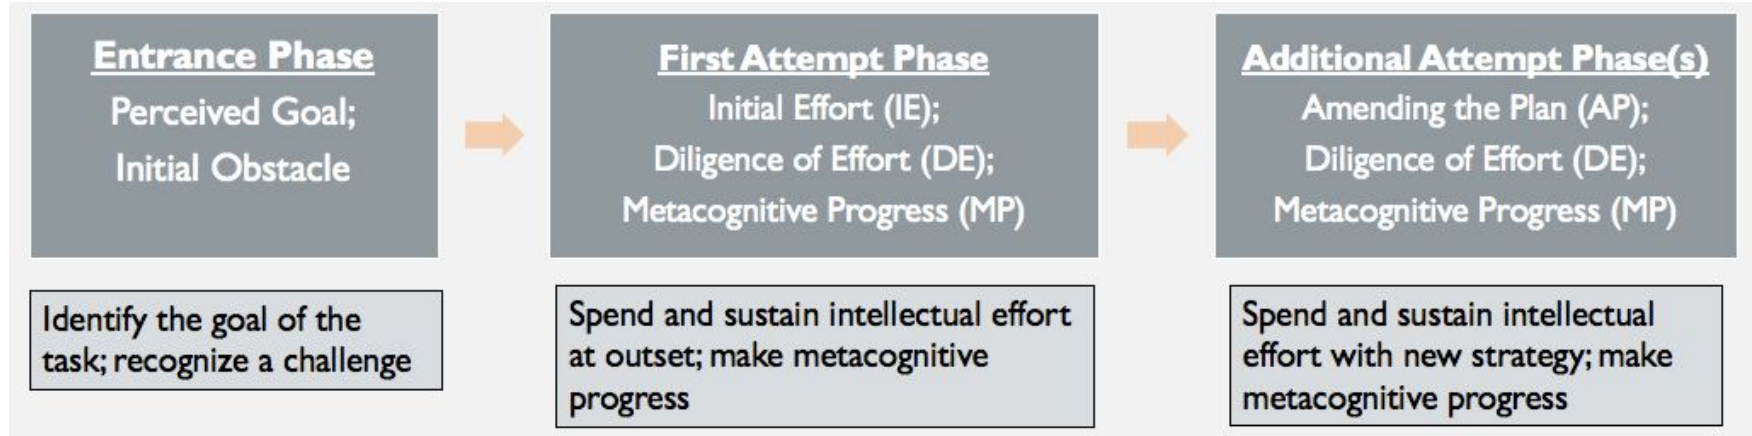 Entrance Phase
Perceived Goal;
Initial Obstacle
Identify the goal of the
task; recognize a challenge
First Attempt Phase
Initial Effort (IE);
Diligence of Effort (DE);
Metacognitive Progress (MP)
Spend and sustain intellectual effort
at outset; make metacognitive
progress
Additional Attempt Phase(s)
Amending the Plan (AP);
Diligence of Effort (DE);
Metacognitive Progress (MP)
Spend and sustain intellectual
effort with new strategy; make
metacognitive progress